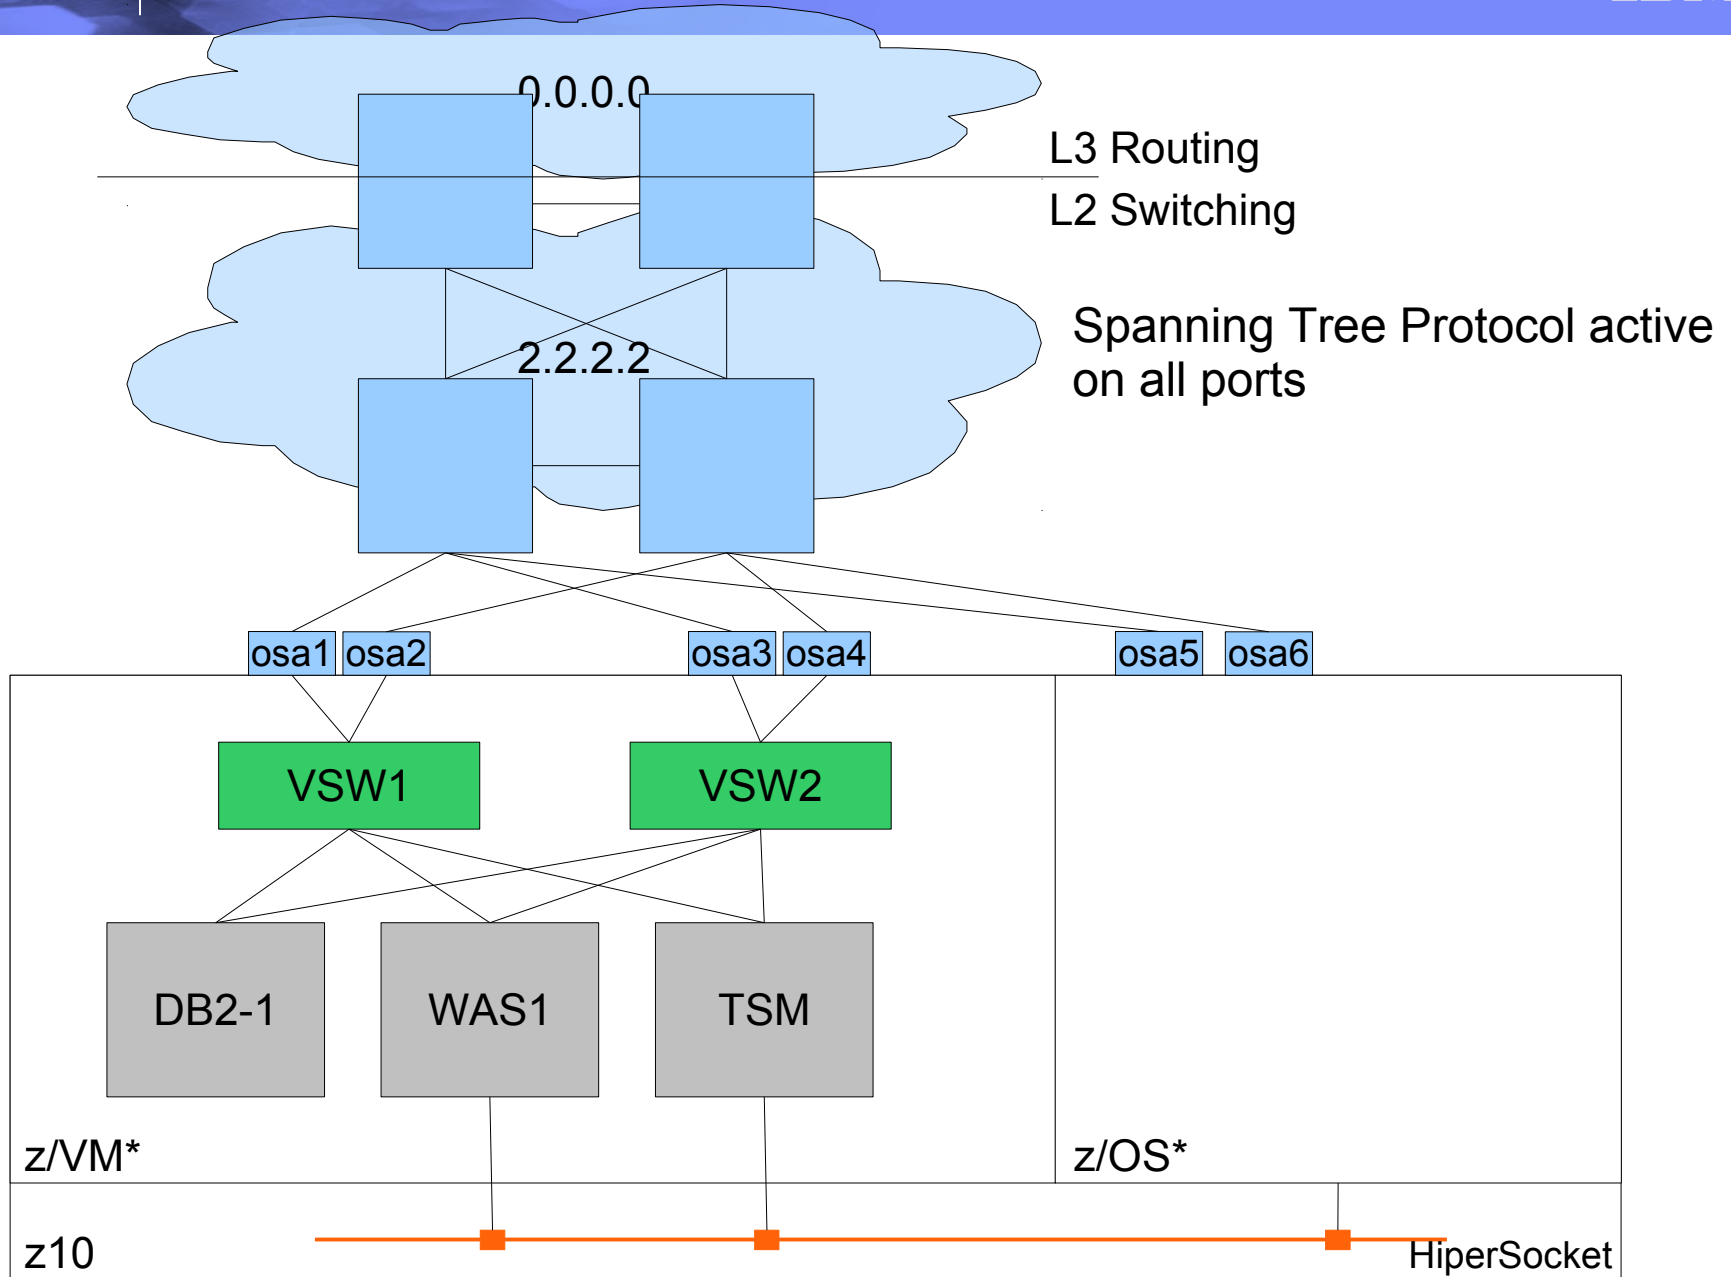 0.0.0.0
L3 Routing
L2 Switching
Spanning Tree Protocol active
on all ports
2.2.2.2
osa1 osa2 osa3 osa4 osa5 osa6
VSW1 VSW2
DB2-1 WAS1 TSM
z/VM* z/OS*
z10 HiperSocket